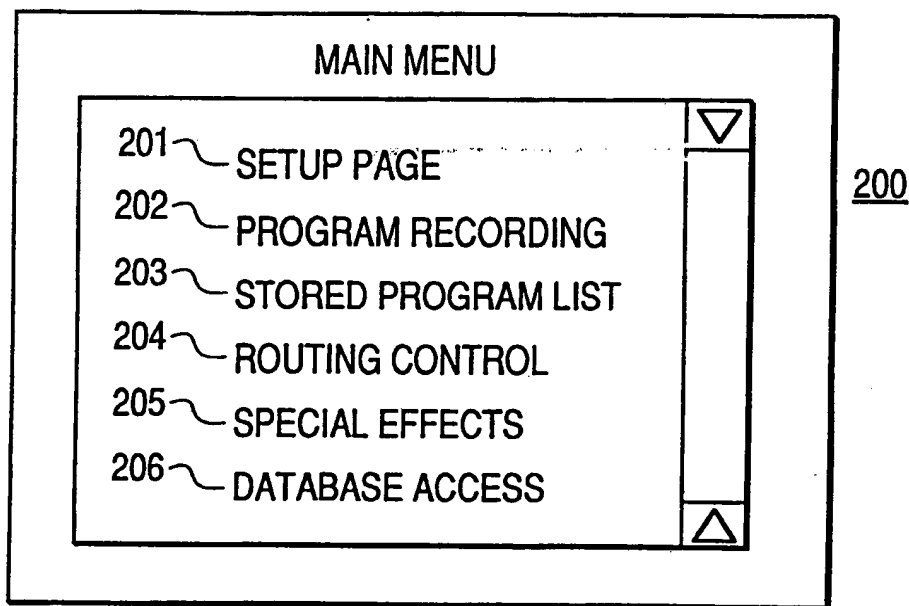 MAIN MENU
201 SETUP PAGE
202 PROGRAM RECORDING
203 STORED PROGRAM LIST
204 ROUTING CONTROL
205 SPECIAL EFFECTS
206 DATABASE ACCESS
200